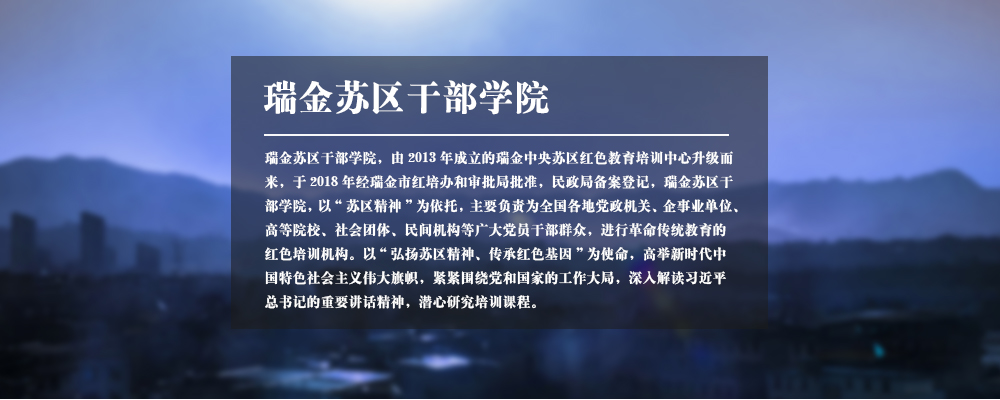 瑞金苏区干部学院
瑞金苏区干部学院，由 2013 年成立的瑞金中央苏区红色教育培训中心升级而
来，于 2018 年经瑞金市红培办和审批局批准，民政局备案登记，瑞金苏区干
部学院，以“苏区精神”为依托，主要负责为全国各地党政机关、企事业单位、
高等院校、社会团体、民间机构等广大党员干部群众，进行革命传统教育的
红色培训机构。以“弘扬苏区精神、传承红色基因”为使命，高举新时代中
国特色社会主义伟大旗帜，紧紧围绕党和国家的工作大局，深入解读习近平
总书记的重要讲话精神，潜心研究培训课程。